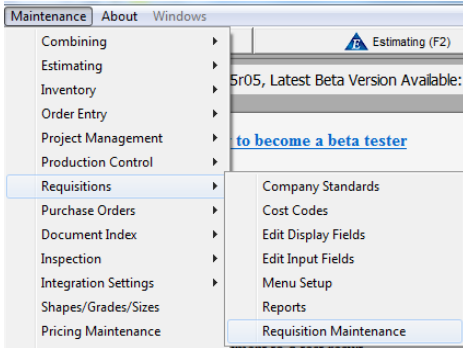 Maintenance About Windows
Combining
Estimating (F2)
Estimating
5r05, Latest Beta Version Available:
Inventory
Order Entry
Project Management
to become a beta tester
Production Control
Requisitions
Company Standards
Purchase Orders
Cost Codes
Document Index
Edit Display Fields
Inspection
Edit Input Fields
Integration Settings
Menu Setup
Shapes/Grades/Sizes
Reports
Pricing Maintenance
Requisition Maintenance